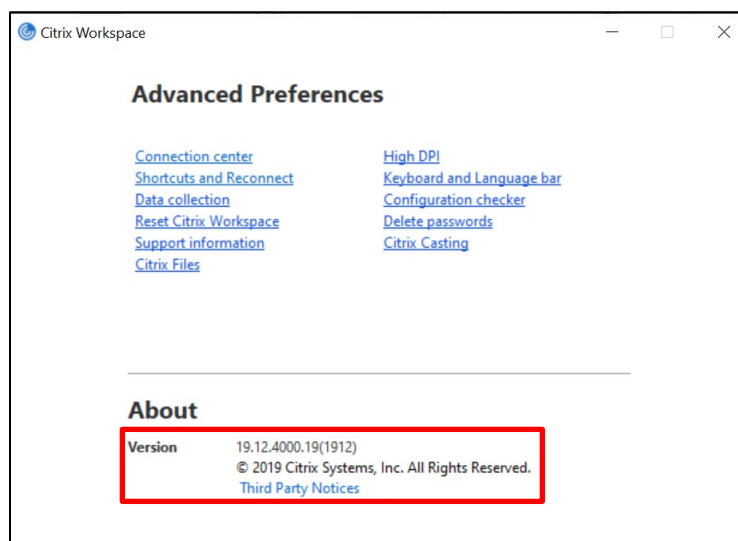 Citrix Workspace
Advanced Preferences
Connection center
Shortcuts and Reconnect
Data collection
Reset Citrix Workspace
Support information
Citrix Files
High DPI
Keyboard and Language bar
Configuration checker
Delete passwords
Citrix Casting
About
Version 19.12.4000.19(1912)
© 2019 Citrix Systems, Inc. All Rights Reserved.
Third Party Notices